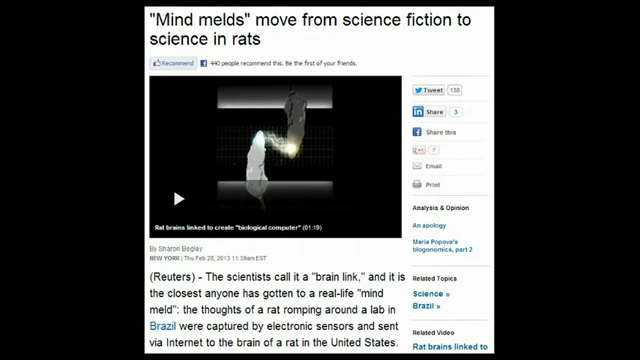 "Mind melds" move from science fiction to
science in rats
Recommend 440 people recommend this. Be the first of your friends.
Tweet 138
Share 3
Share this
+1 7
Email
Print
Rat brains linked to create "biological computer" (01:19)
Analysis & Opinion
An apology
Maria Popova's
blogonomics, part 2
By Sharon Begley
NEW YORK | Thu Feb 28, 2013 11:39am EST
(Reuters) - The scientists call it a "brain link," and it is
the closest anyone has gotten to a real-life "mind
meld": the thoughts of a rat romping around a lab in
Brazil were captured by electronic sensors and sent
via Internet to the brain of a rat in the United States.
Related Topics
Science »
Brazil »
Related Video
Rat brains linked to